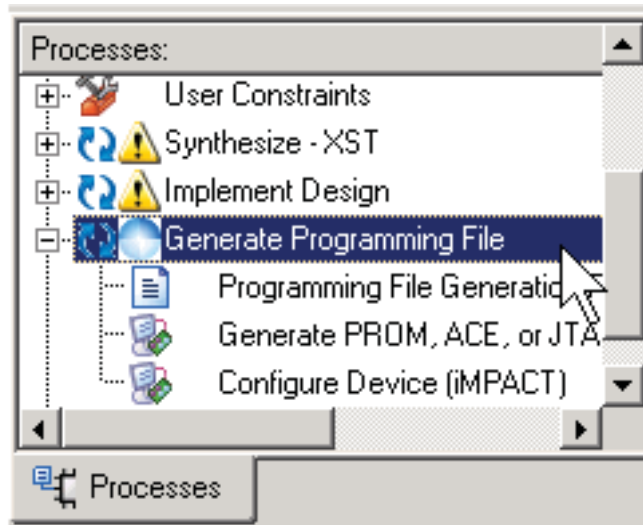 Processes:
User Constraints
Synthesize - XST
Implement Design
Generate Programming File
Programming File Generatio
Generate PROM, ACE, or JTA
Configure Device (iMPACT)
Processes